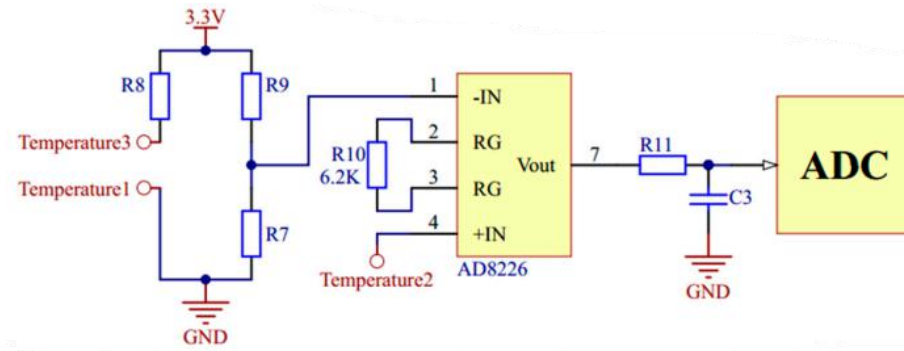 3.3V
R8
R9
Temperature3
Temperature1
R7
R10
6.2K
1
-IN
2
RG
3
RG
4
+IN
Vout
7
AD8226
Temperature2
R11
C3
ADC
GND
GND